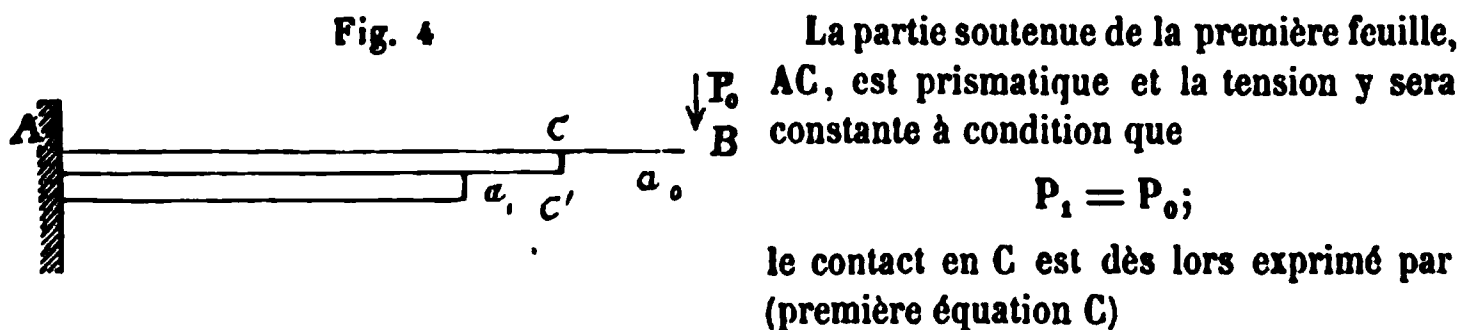 Fig. 4
A
C
P₀
B
a₁
C'
a₀
La partie soutenue de la première feuille,
AC, est prismatique et la tension y sera
constante à condition que
P₁ = P₀;
le contact en C est dès lors exprimé par
(première équation C)